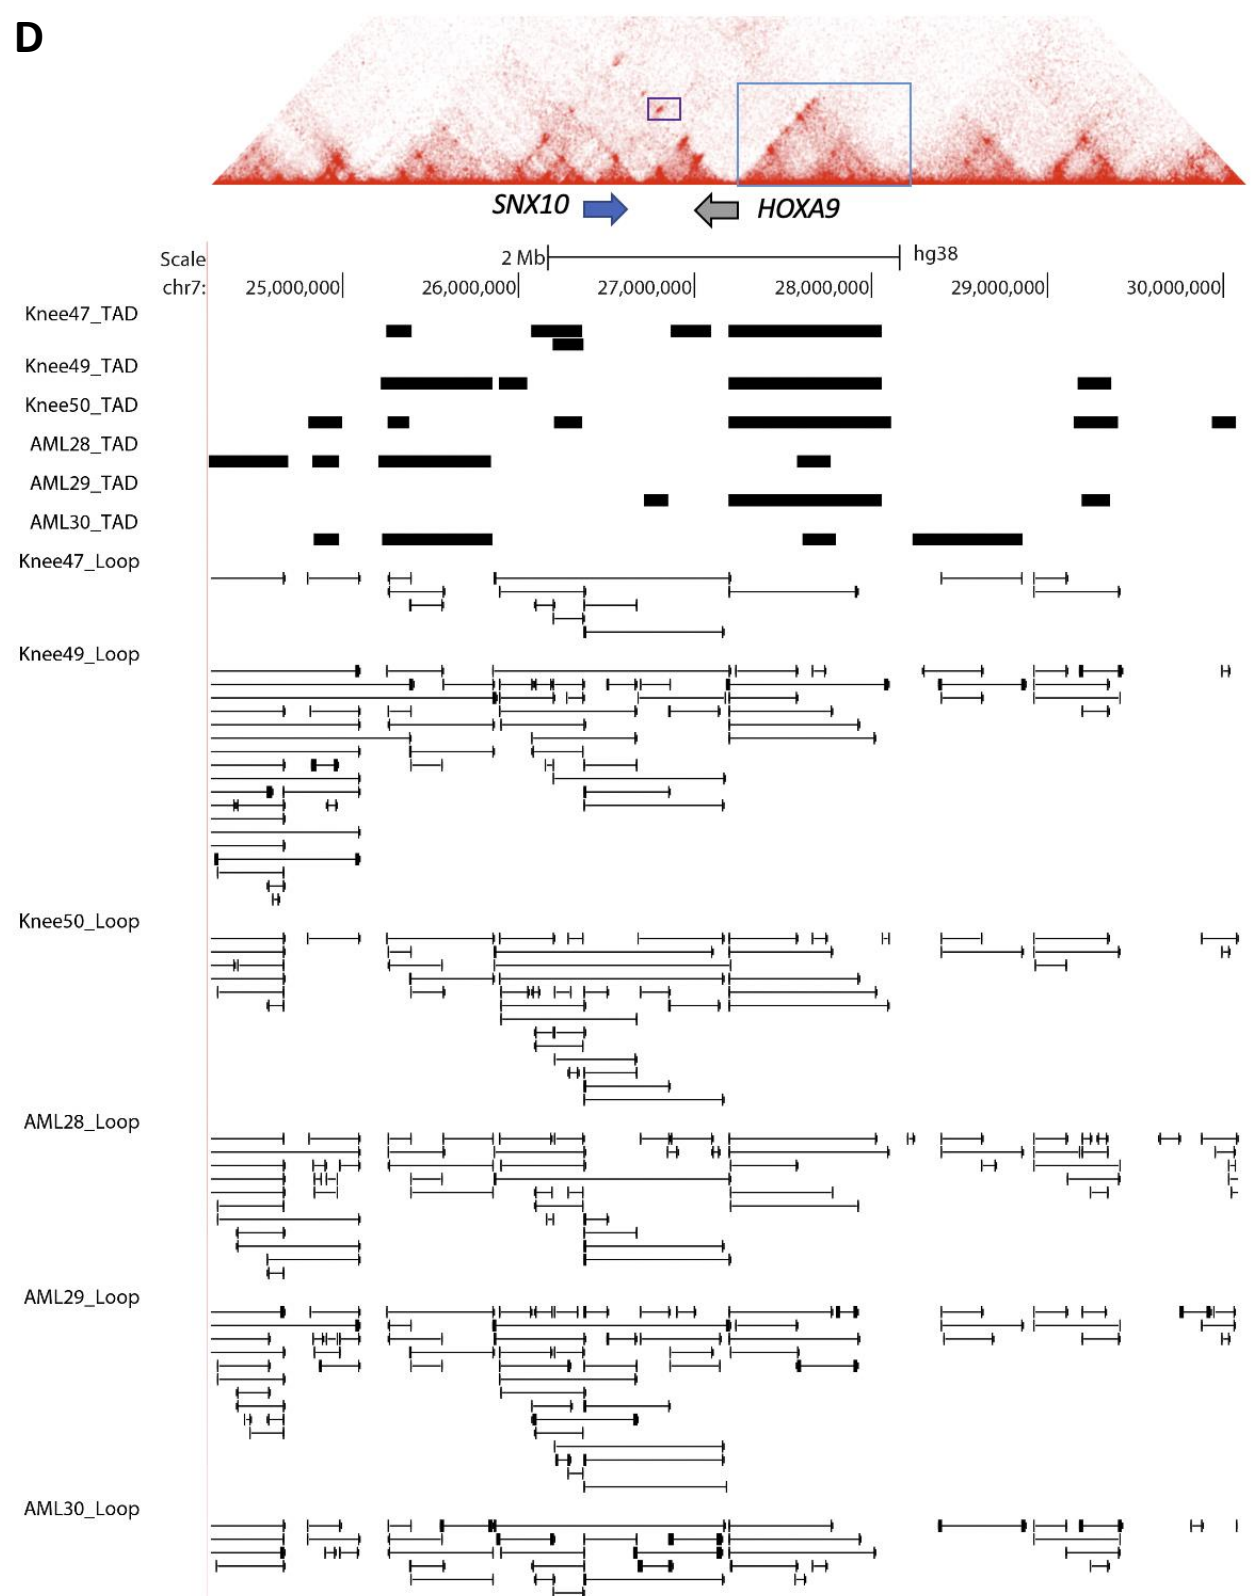 D
SNX10 HOXA9
Scale 2 Mb hg38
chr7: 25,000,000 26,000,000 27,000,000 28,000,000 29,000,000 30,000,000
Knee47_TAD
Knee49_TAD
Knee50_TAD
AML28_TAD
AML29_TAD
AML30_TAD
Knee47_Loop
Knee49_Loop
Knee50_Loop
AML28_Loop
AML29_Loop
AML30_Loop